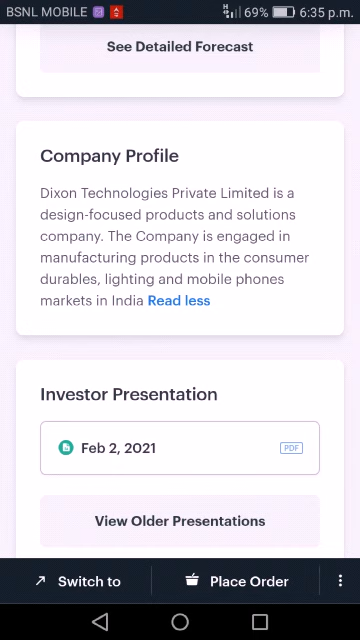 BSNL MOBILE 69% 6:35 p.m.
See Detailed Forecast
Company Profile
Dixon Technologies Private Limited is a
design-focused products and solutions
company. The Company is engaged in
manufacturing products in the consumer
durables, lighting and mobile phones
markets in India Read less
Investor Presentation
Feb 2, 2021 PDF
View Older Presentations
Switch to Place Order